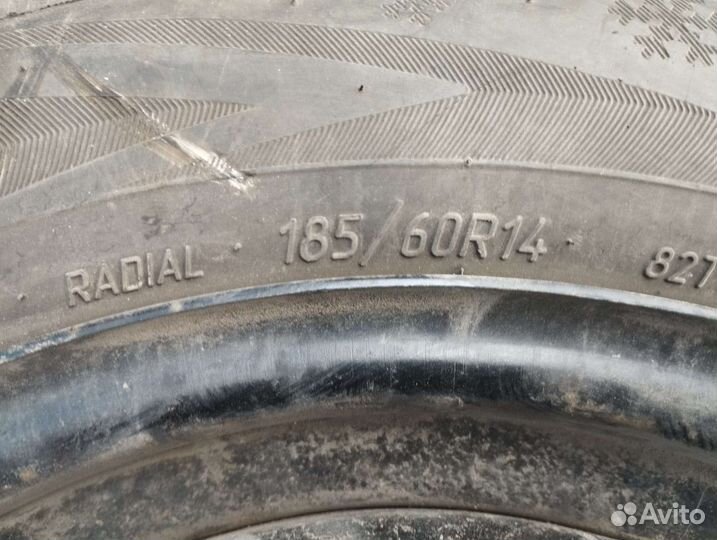 RADIAL · 185/60R14 · 82T
Avito